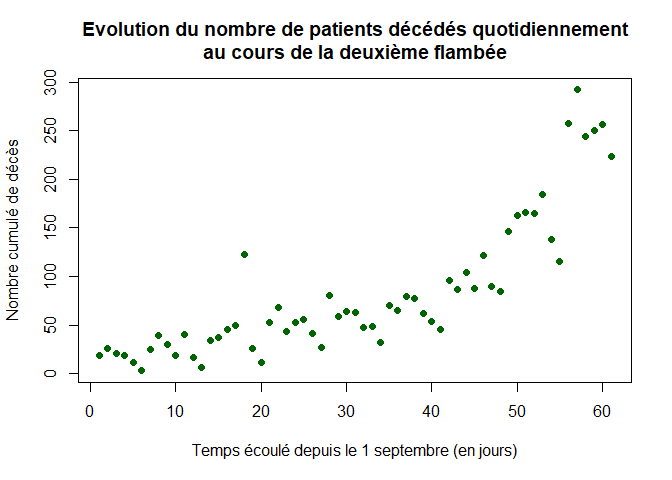 Evolution du nombre de patients décédés quotidiennement
au cours de la deuxième flambée
Nombre cumulé de décès
300
250
200
150
100
50
0
0 10 20 30 40 50 60
Temps écoulé depuis le 1 septembre (en jours)